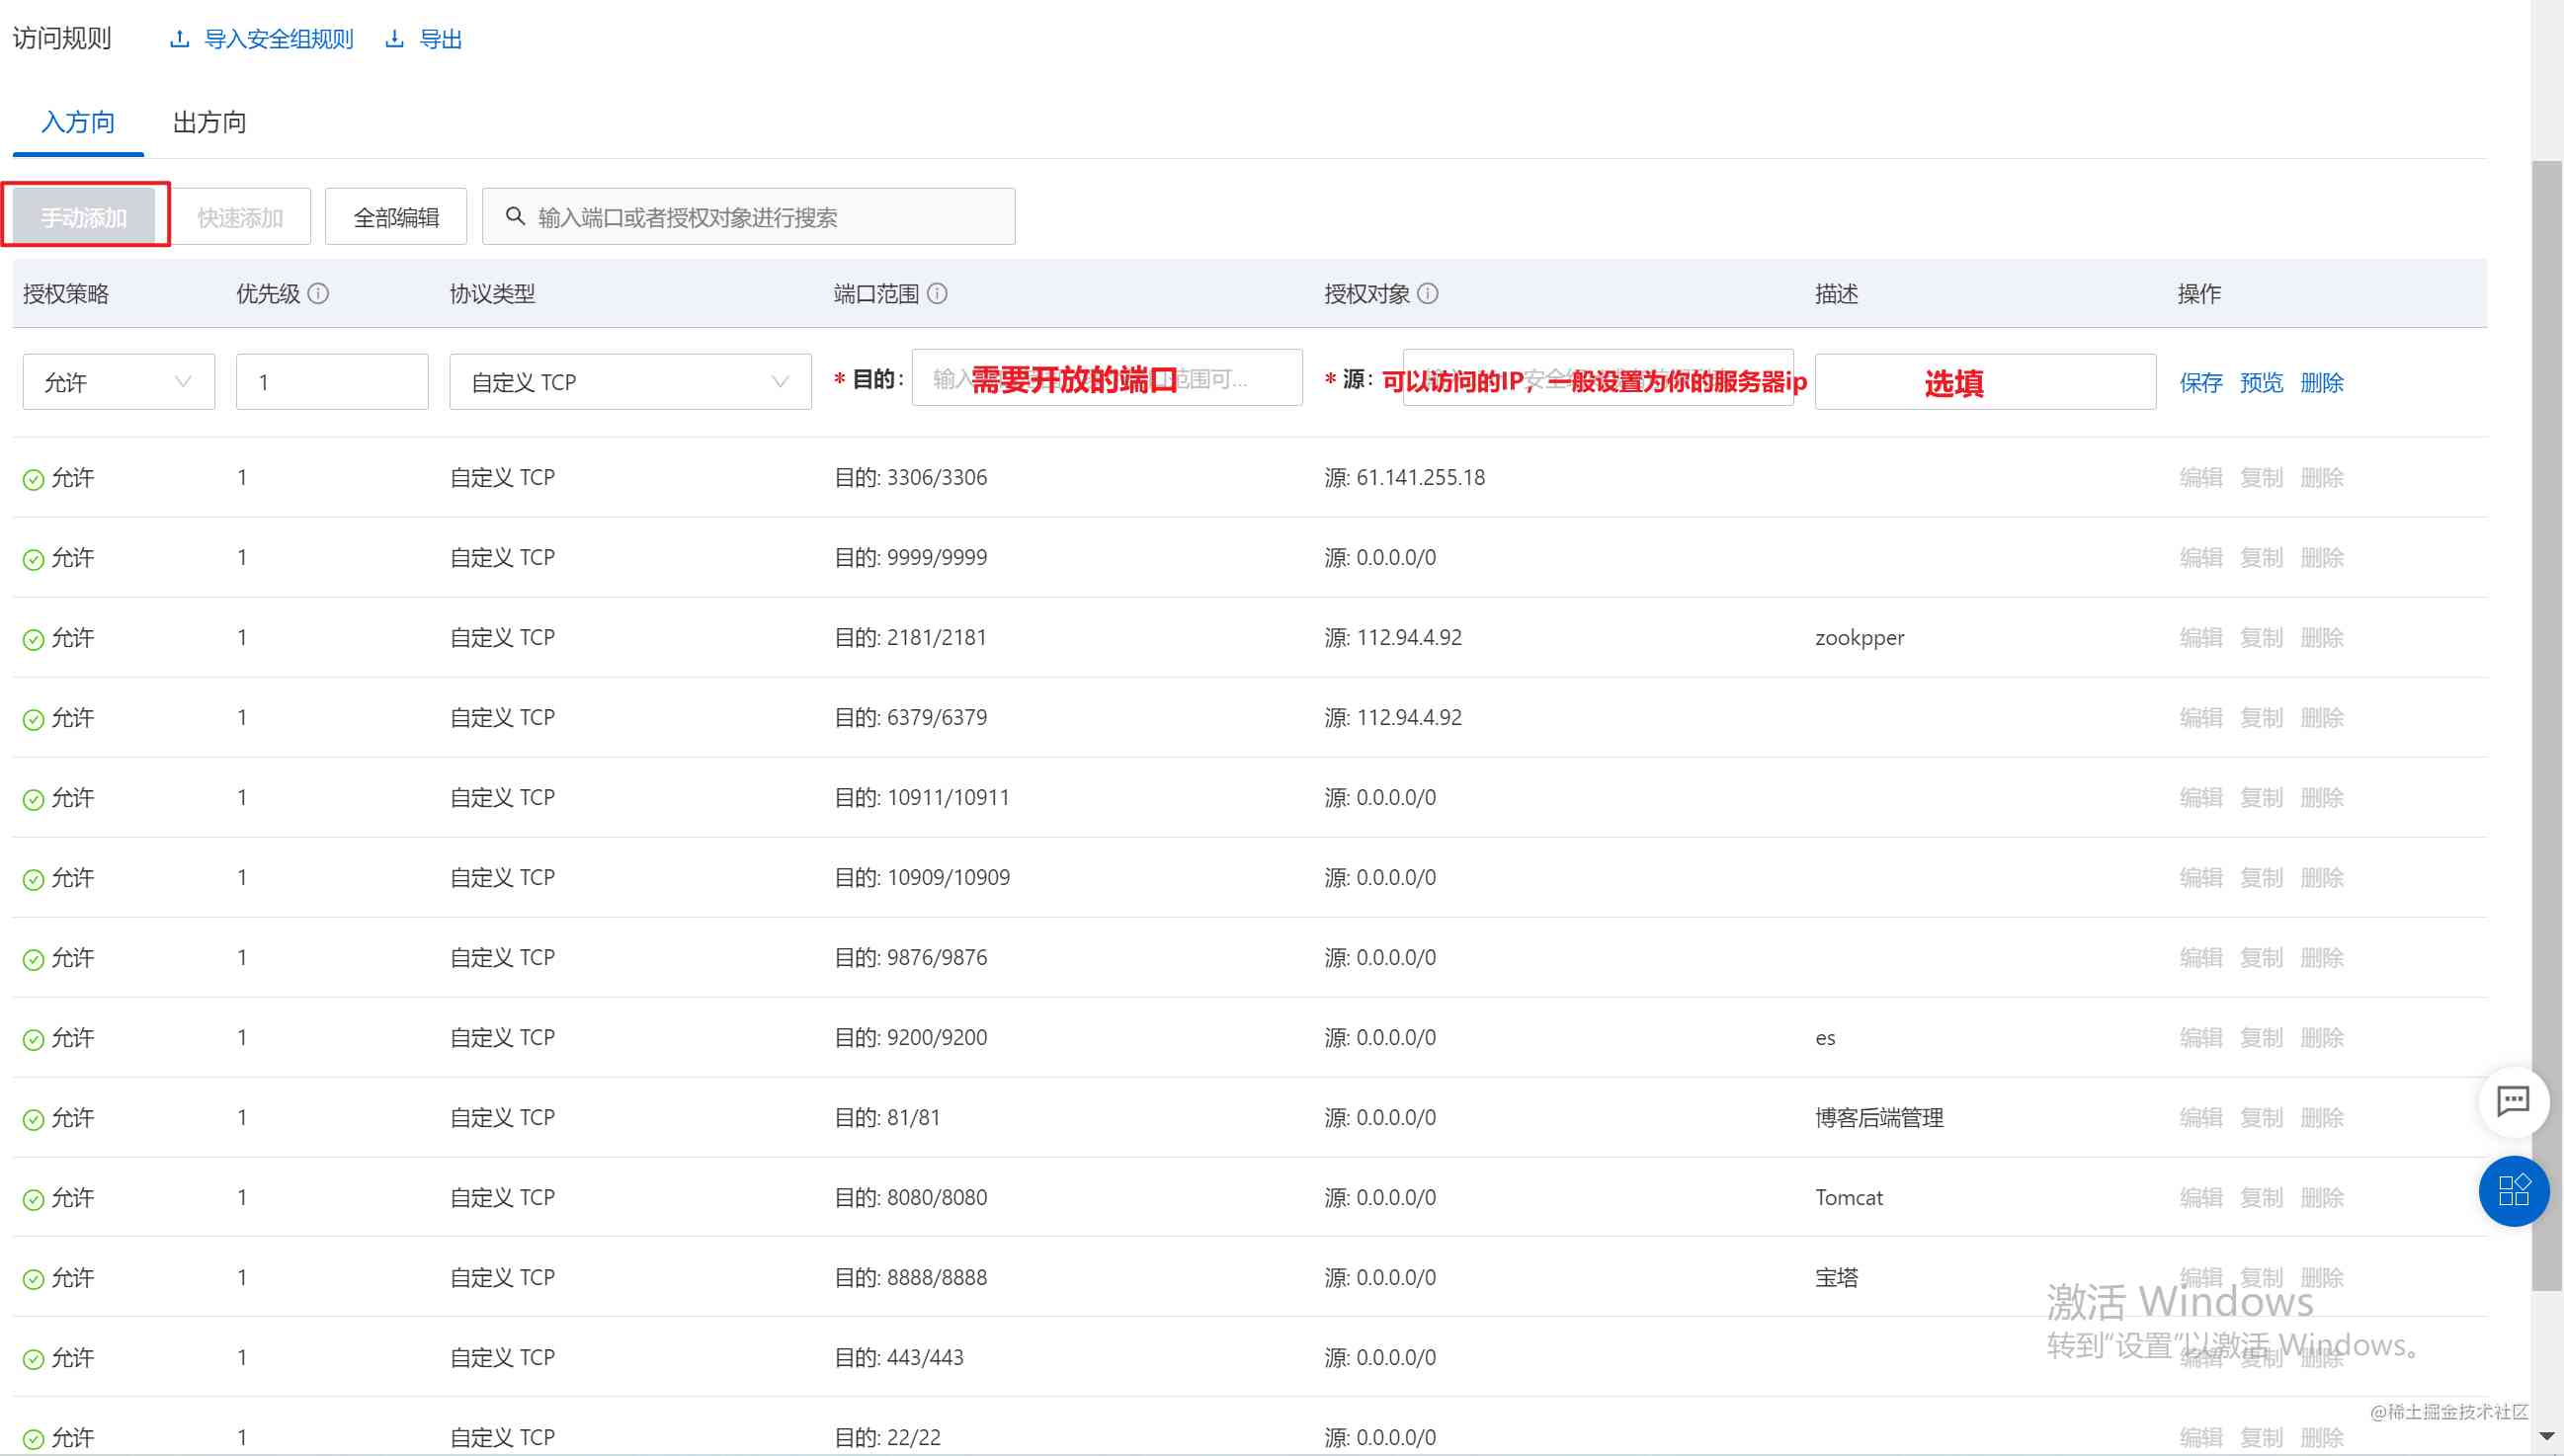 访问规则 导入安全组规则 导出
入方向 出方向
手动添加 快速添加 全部编辑 输入端口或者授权对象进行搜索
授权策略 优先级 协议类型 端口范围 授权对象 描述 操作
允许 1 自定义 TCP * 目的: 需要开放的端口 * 源: 可以访问的IP，一般设置为你的服务器ip 选填 保存 预览 删除
允许 1 自定义 TCP 目的: 3306/3306 源: 61.141.255.18 编辑 复制 删除
允许 1 自定义 TCP 目的: 9999/9999 源: 0.0.0.0/0 编辑 复制 删除
允许 1 自定义 TCP 目的: 2181/2181 源: 112.94.4.92 zookpper 编辑 复制 删除
允许 1 自定义 TCP 目的: 6379/6379 源: 112.94.4.92 编辑 复制 删除
允许 1 自定义 TCP 目的: 10911/10911 源: 0.0.0.0/0 编辑 复制 删除
允许 1 自定义 TCP 目的: 10909/10909 源: 0.0.0.0/0 编辑 复制 删除
允许 1 自定义 TCP 目的: 9876/9876 源: 0.0.0.0/0 编辑 复制 删除
允许 1 自定义 TCP 目的: 9200/9200 源: 0.0.0.0/0 es 编辑 复制 删除
允许 1 自定义 TCP 目的: 81/81 源: 0.0.0.0/0 博客后端管理 编辑 复制 删除
允许 1 自定义 TCP 目的: 8080/8080 源: 0.0.0.0/0 Tomcat 编辑 复制 删除
允许 1 自定义 TCP 目的: 8888/8888 源: 0.0.0.0/0 宝塔 编辑 复制 删除
激活 Windows
转到“设置”以激活 Windows。
允许 1 自定义 TCP 目的: 443/443 源: 0.0.0.0/0 编辑 复制 删除
@稀土掘金技术社区
允许 1 自定义 TCP 目的: 22/22 源: 0.0.0.0/0 编辑 复制 删除